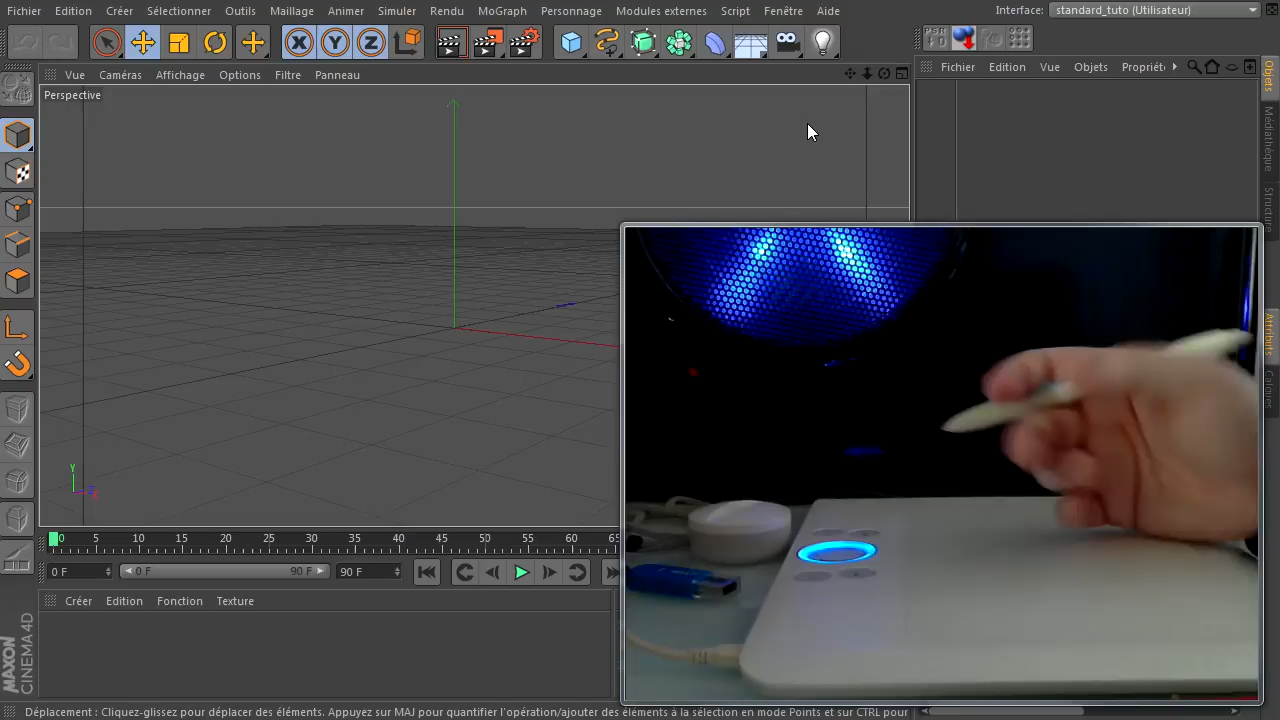 Fichier Edition Créer Sélectionner Outils Maillage Animer Simuler Rendu MoGraph Personnage Modules externes Script Fenêtre Aide Interface: standard_tuto (Utilisateur)
X Y Z PSR
Vue Caméras Affichage Options Filtre Panneau Fichier Edition Vue Objets Propriét
Perspective
Objets
Médiathèque
Structure
Attributs
Calques
Y
Z
X
0 5 10 15 20 25 30 35 40 45 50 55 60 65
0 F 0 F 90 F 90 F
Créer Edition Fonction Texture
MAXON
CINEMA 4D
Déplacement : Cliquez-glissez pour déplacer des éléments. Appuyez sur MAJ pour quantifier l'opération/ajouter des éléments à la sélection en mode Points et sur CTRL pour